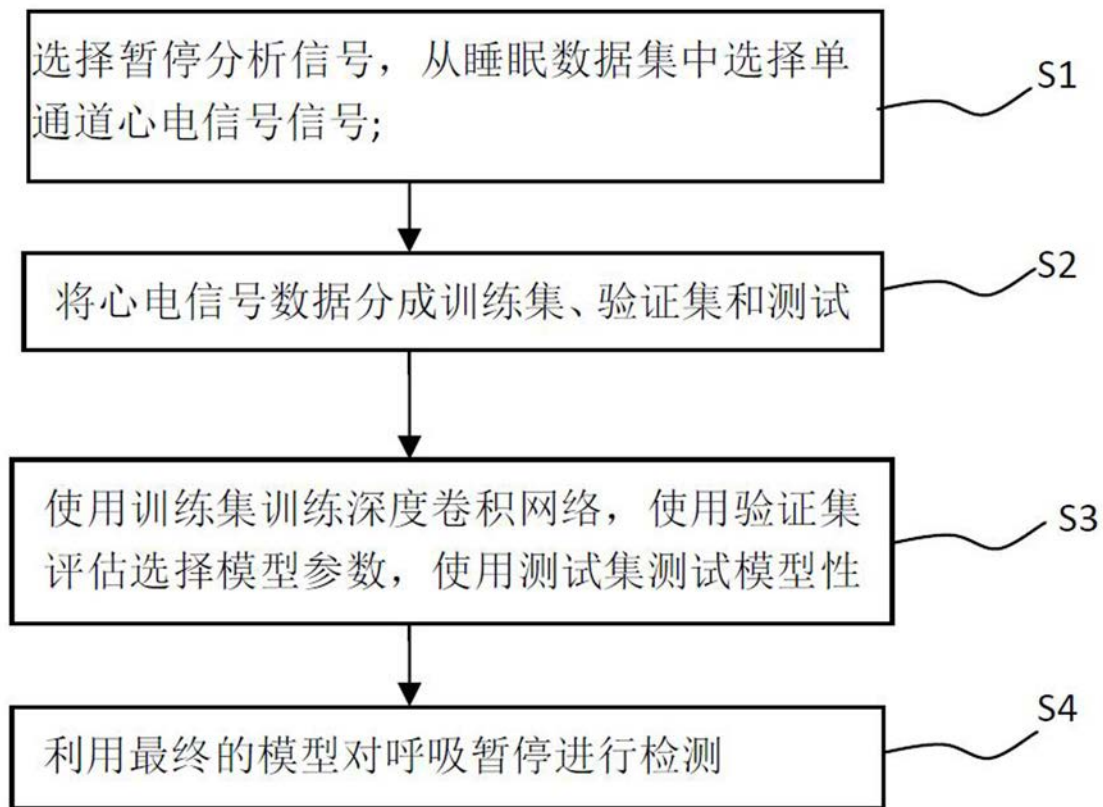 选择暂停分析信号，从睡眠数据集中选择单
通道心电信号信号;
S1
将心电信号数据分成训练集、验证集和测试
S2
使用训练集训练深度卷积网络，使用验证集
评估选择模型参数，使用测试集测试模型性
S3
利用最终的模型对呼吸暂停进行检测
S4